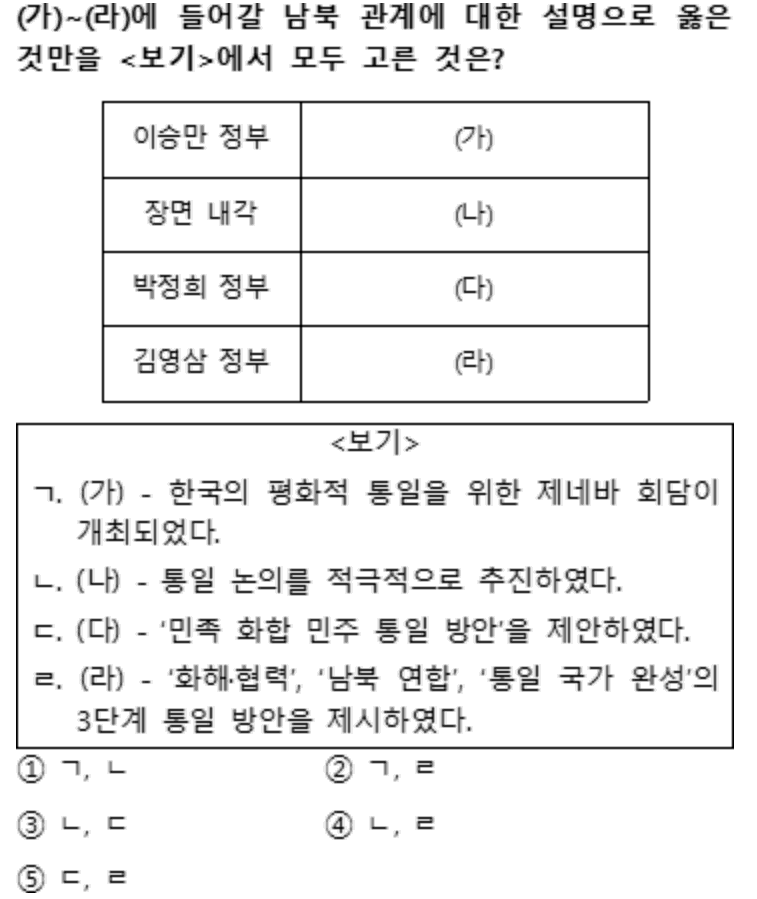 (가)~(라)에 들어갈 남북 관계에 대한 설명으로 옳은
것만을 <보기>에서 모두 고른 것은?
이승만 정부 (가)
장면 내각 (나)
박정희 정부 (다)
김영삼 정부 (라)
<보기>
ㄱ. (가) - 한국의 평화적 통일을 위한 제네바 회담이
개최되었다.
ㄴ. (나) - 통일 논의를 적극적으로 추진하였다.
ㄷ. (다) - ‘민족 화합 민주 통일 방안’을 제안하였다.
ㄹ. (라) - ‘화해·협력’, ‘남북 연합’, ‘통일 국가 완성’의
3단계 통일 방안을 제시하였다.
① ㄱ, ㄴ ② ㄱ, ㄹ
③ ㄴ, ㄷ ④ ㄴ, ㄹ
⑤ ㄷ, ㄹ